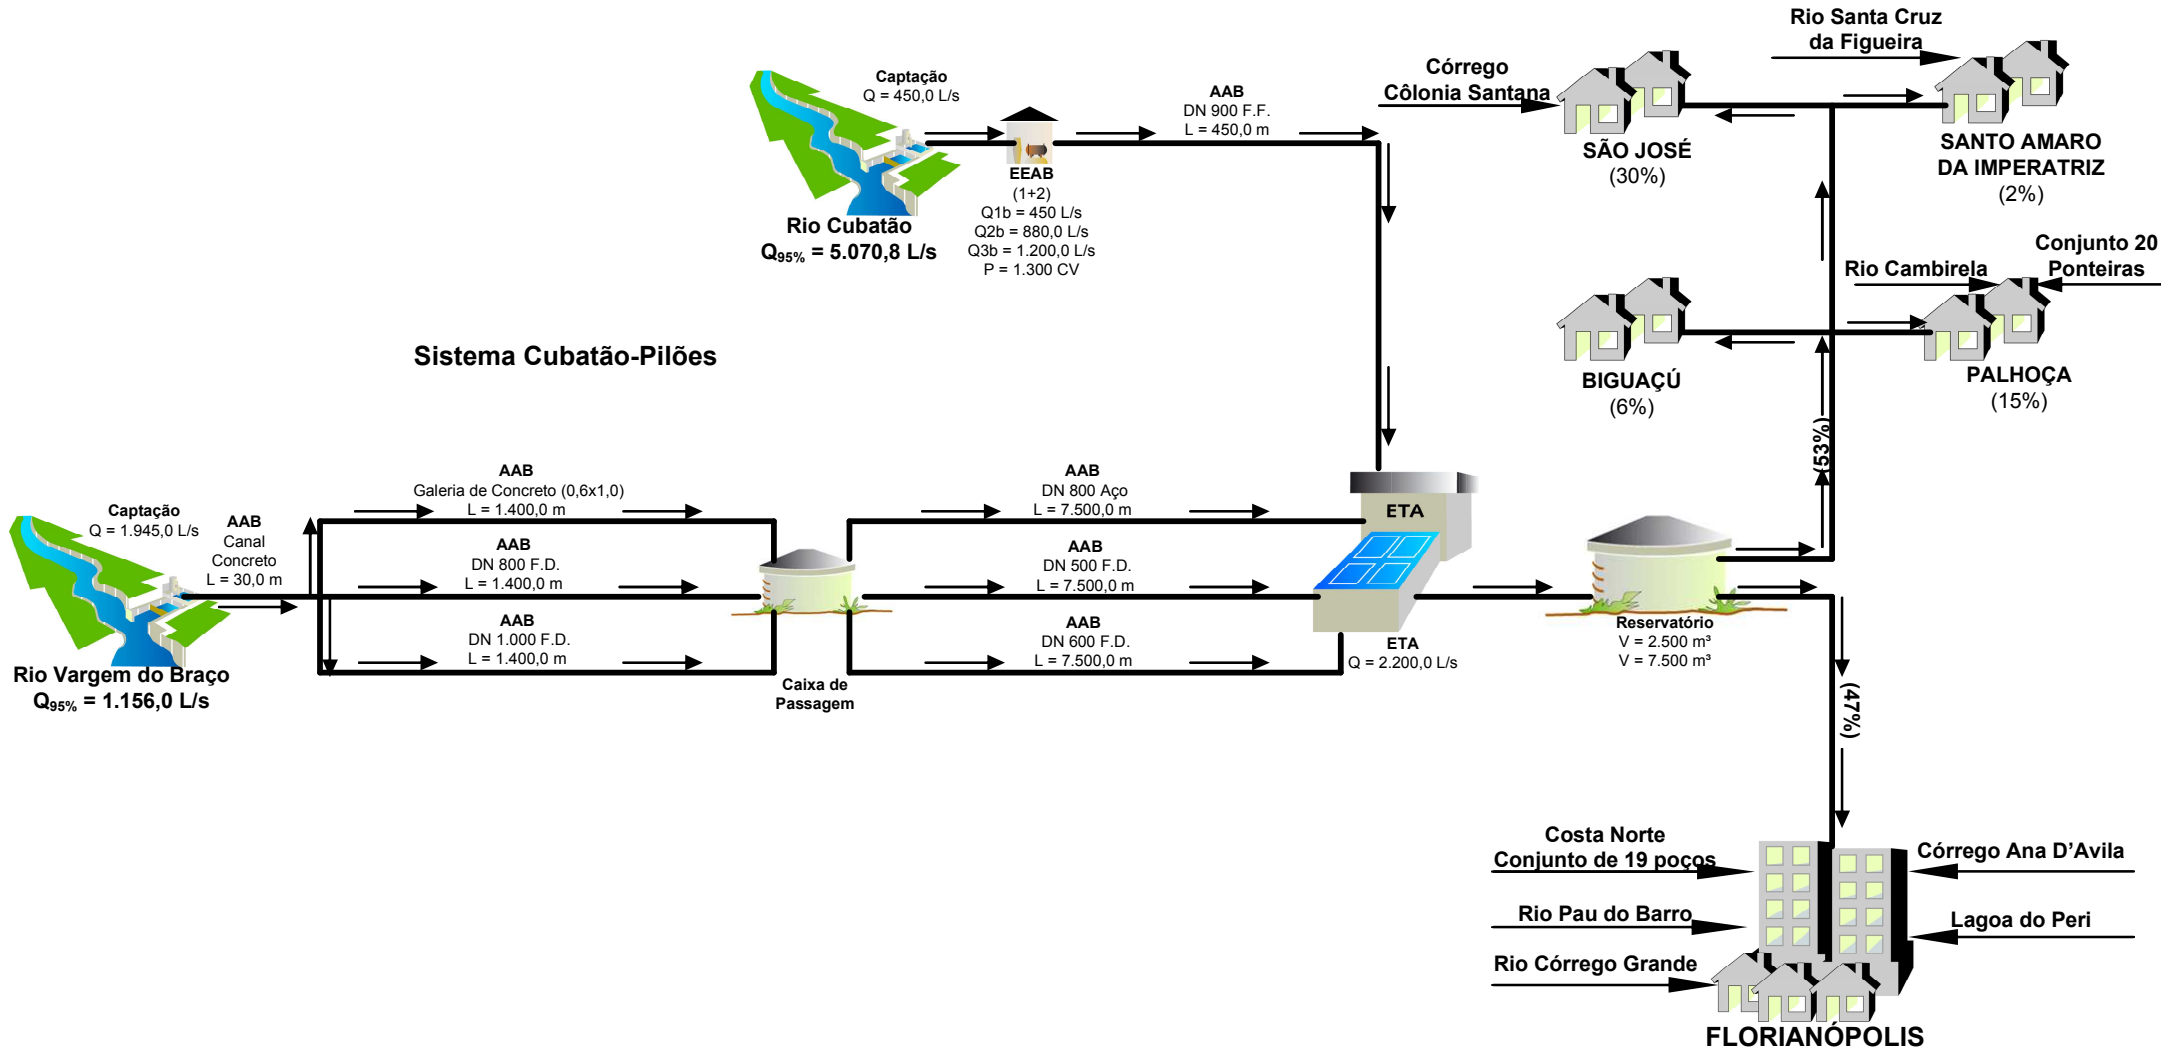 Rio Santa Cruz
da Figueira
Captação
Q = 450,0 L/s
AAB
DN 900 F.F.
L = 450,0 m
Córrego
Côlonia Santana
SÃO JOSÉ
(30%)
SANTO AMARO
DA IMPERATRIZ
(2%)
EEAB
(1+2)
Q1b = 450 L/s
Q2b = 880,0 L/s
Q3b = 1.200,0 L/s
P = 1.300 CV
Rio Cubatão
Q95% = 5.070,8 L/s
Conjunto 20
Ponteiras
Rio Cambirela
BIGUAÇÚ
(6%)
PALHOÇA
(15%)
Sistema Cubatão-Pilões
(53%)
AAB
Galeria de Concreto (0,6x1,0)
L = 1.400,0 m
AAB
DN 800 Aço
L = 7.500,0 m
ETA
Captação
Q = 1.945,0 L/s
AAB
Canal
Concreto
L = 30,0 m
AAB
DN 800 F.D.
L = 1.400,0 m
AAB
DN 500 F.D.
L = 7.500,0 m
AAB
DN 1.000 F.D.
L = 1.400,0 m
AAB
DN 600 F.D.
L = 7.500,0 m
ETA
Q = 2.200,0 L/s
Reservatório
V = 2.500 m³
V = 7.500 m³
Rio Vargem do Braço
Q95% = 1.156,0 L/s
Caixa de
Passagem
(47%)
Costa Norte
Conjunto de 19 poços
Córrego Ana D'Avila
Rio Pau do Barro
Lagoa do Peri
Rio Córrego Grande
FLORIANÓPOLIS